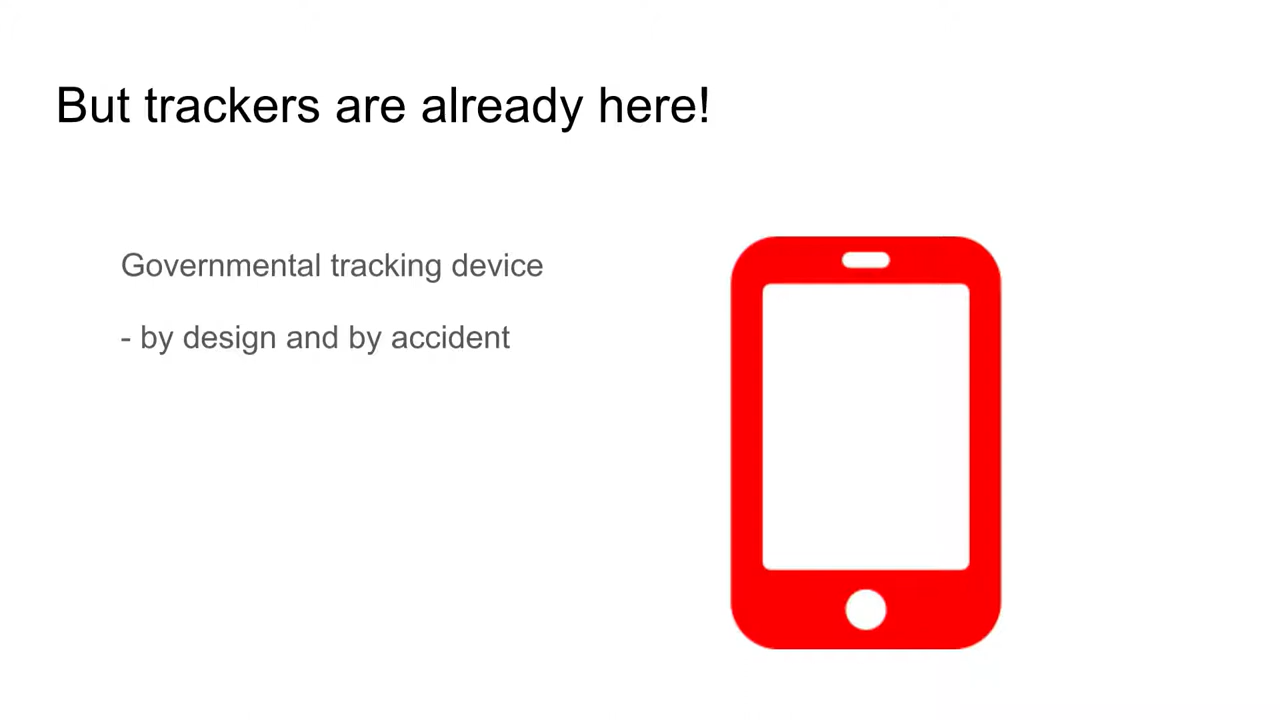 But trackers are already here!
Governmental tracking device
- by design and by accident